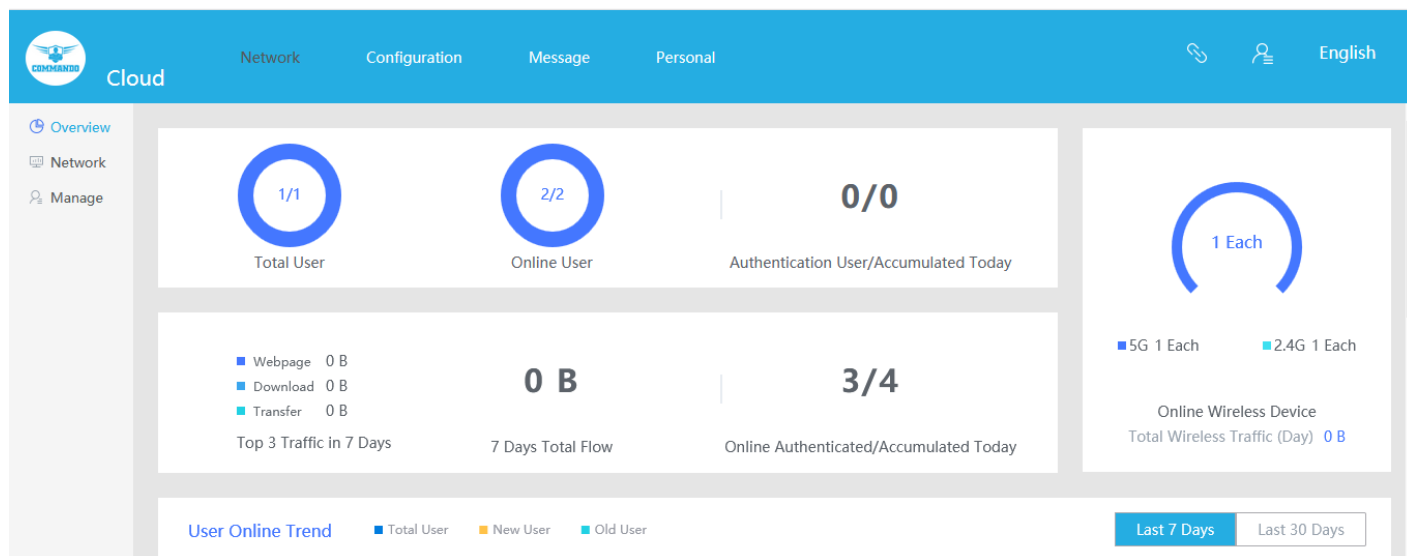 COMMANDO
Cloud
Network
Configuration
Message
Personal
English
Overview
Network
Manage
1/1
Total User
2/2
Online User
0/0
Authentication User/Accumulated Today
1 Each
5G 1 Each
2.4G 1 Each
Online Wireless Device
Total Wireless Traffic (Day) 0 B
Webpage 0 B
Download 0 B
Transfer 0 B
Top 3 Traffic in 7 Days
0 B
7 Days Total Flow
3/4
Online Authenticated/Accumulated Today
User Online Trend
Total User
New User
Old User
Last 7 Days
Last 30 Days